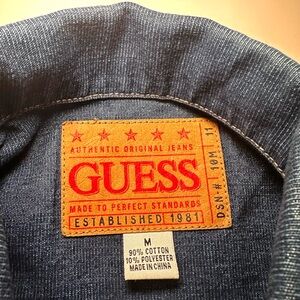 AUTHENTIC ORIGINAL JEANS
GUESS
MADE TO PERFECT STANDARDS
ESTABLISHED 1981
DSN-# 10M 11
M
90% COTTON
10% POLYESTER
MADE IN CHINA